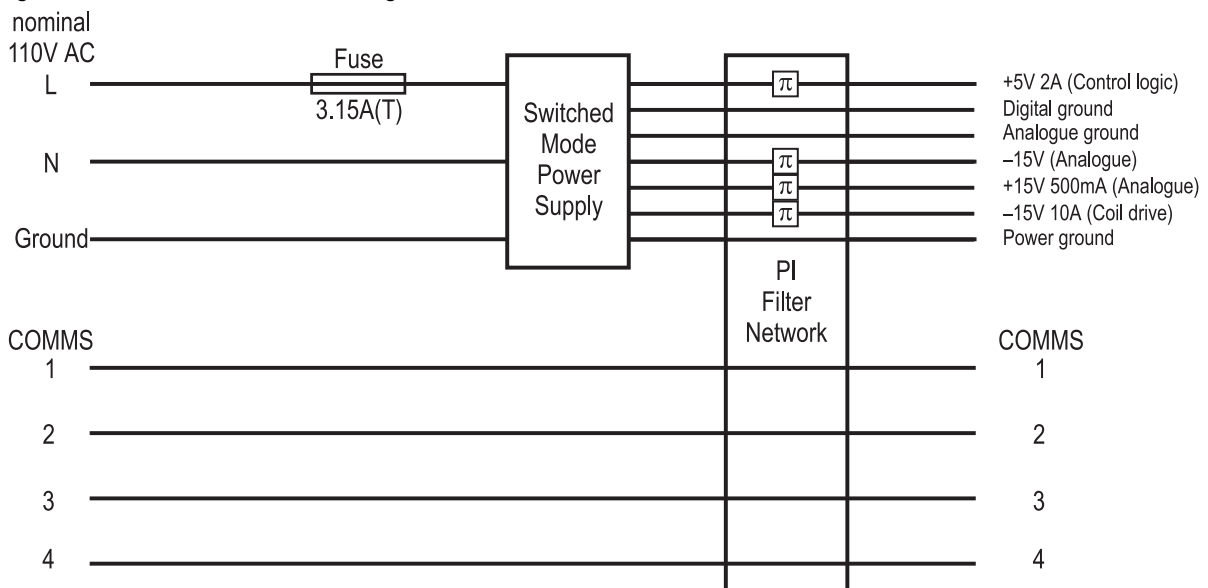 nominal
110V AC
L
Fuse
3.15A(T)
N
Ground
Switched
Mode
Power
Supply
π
π
π
π
PI
Filter
Network
+5V 2A (Control logic)
Digital ground
Analogue ground
–15V (Analogue)
+15V 500mA (Analogue)
–15V 10A (Coil drive)
Power ground
COMMS
1
2
3
4
COMMS
1
2
3
4